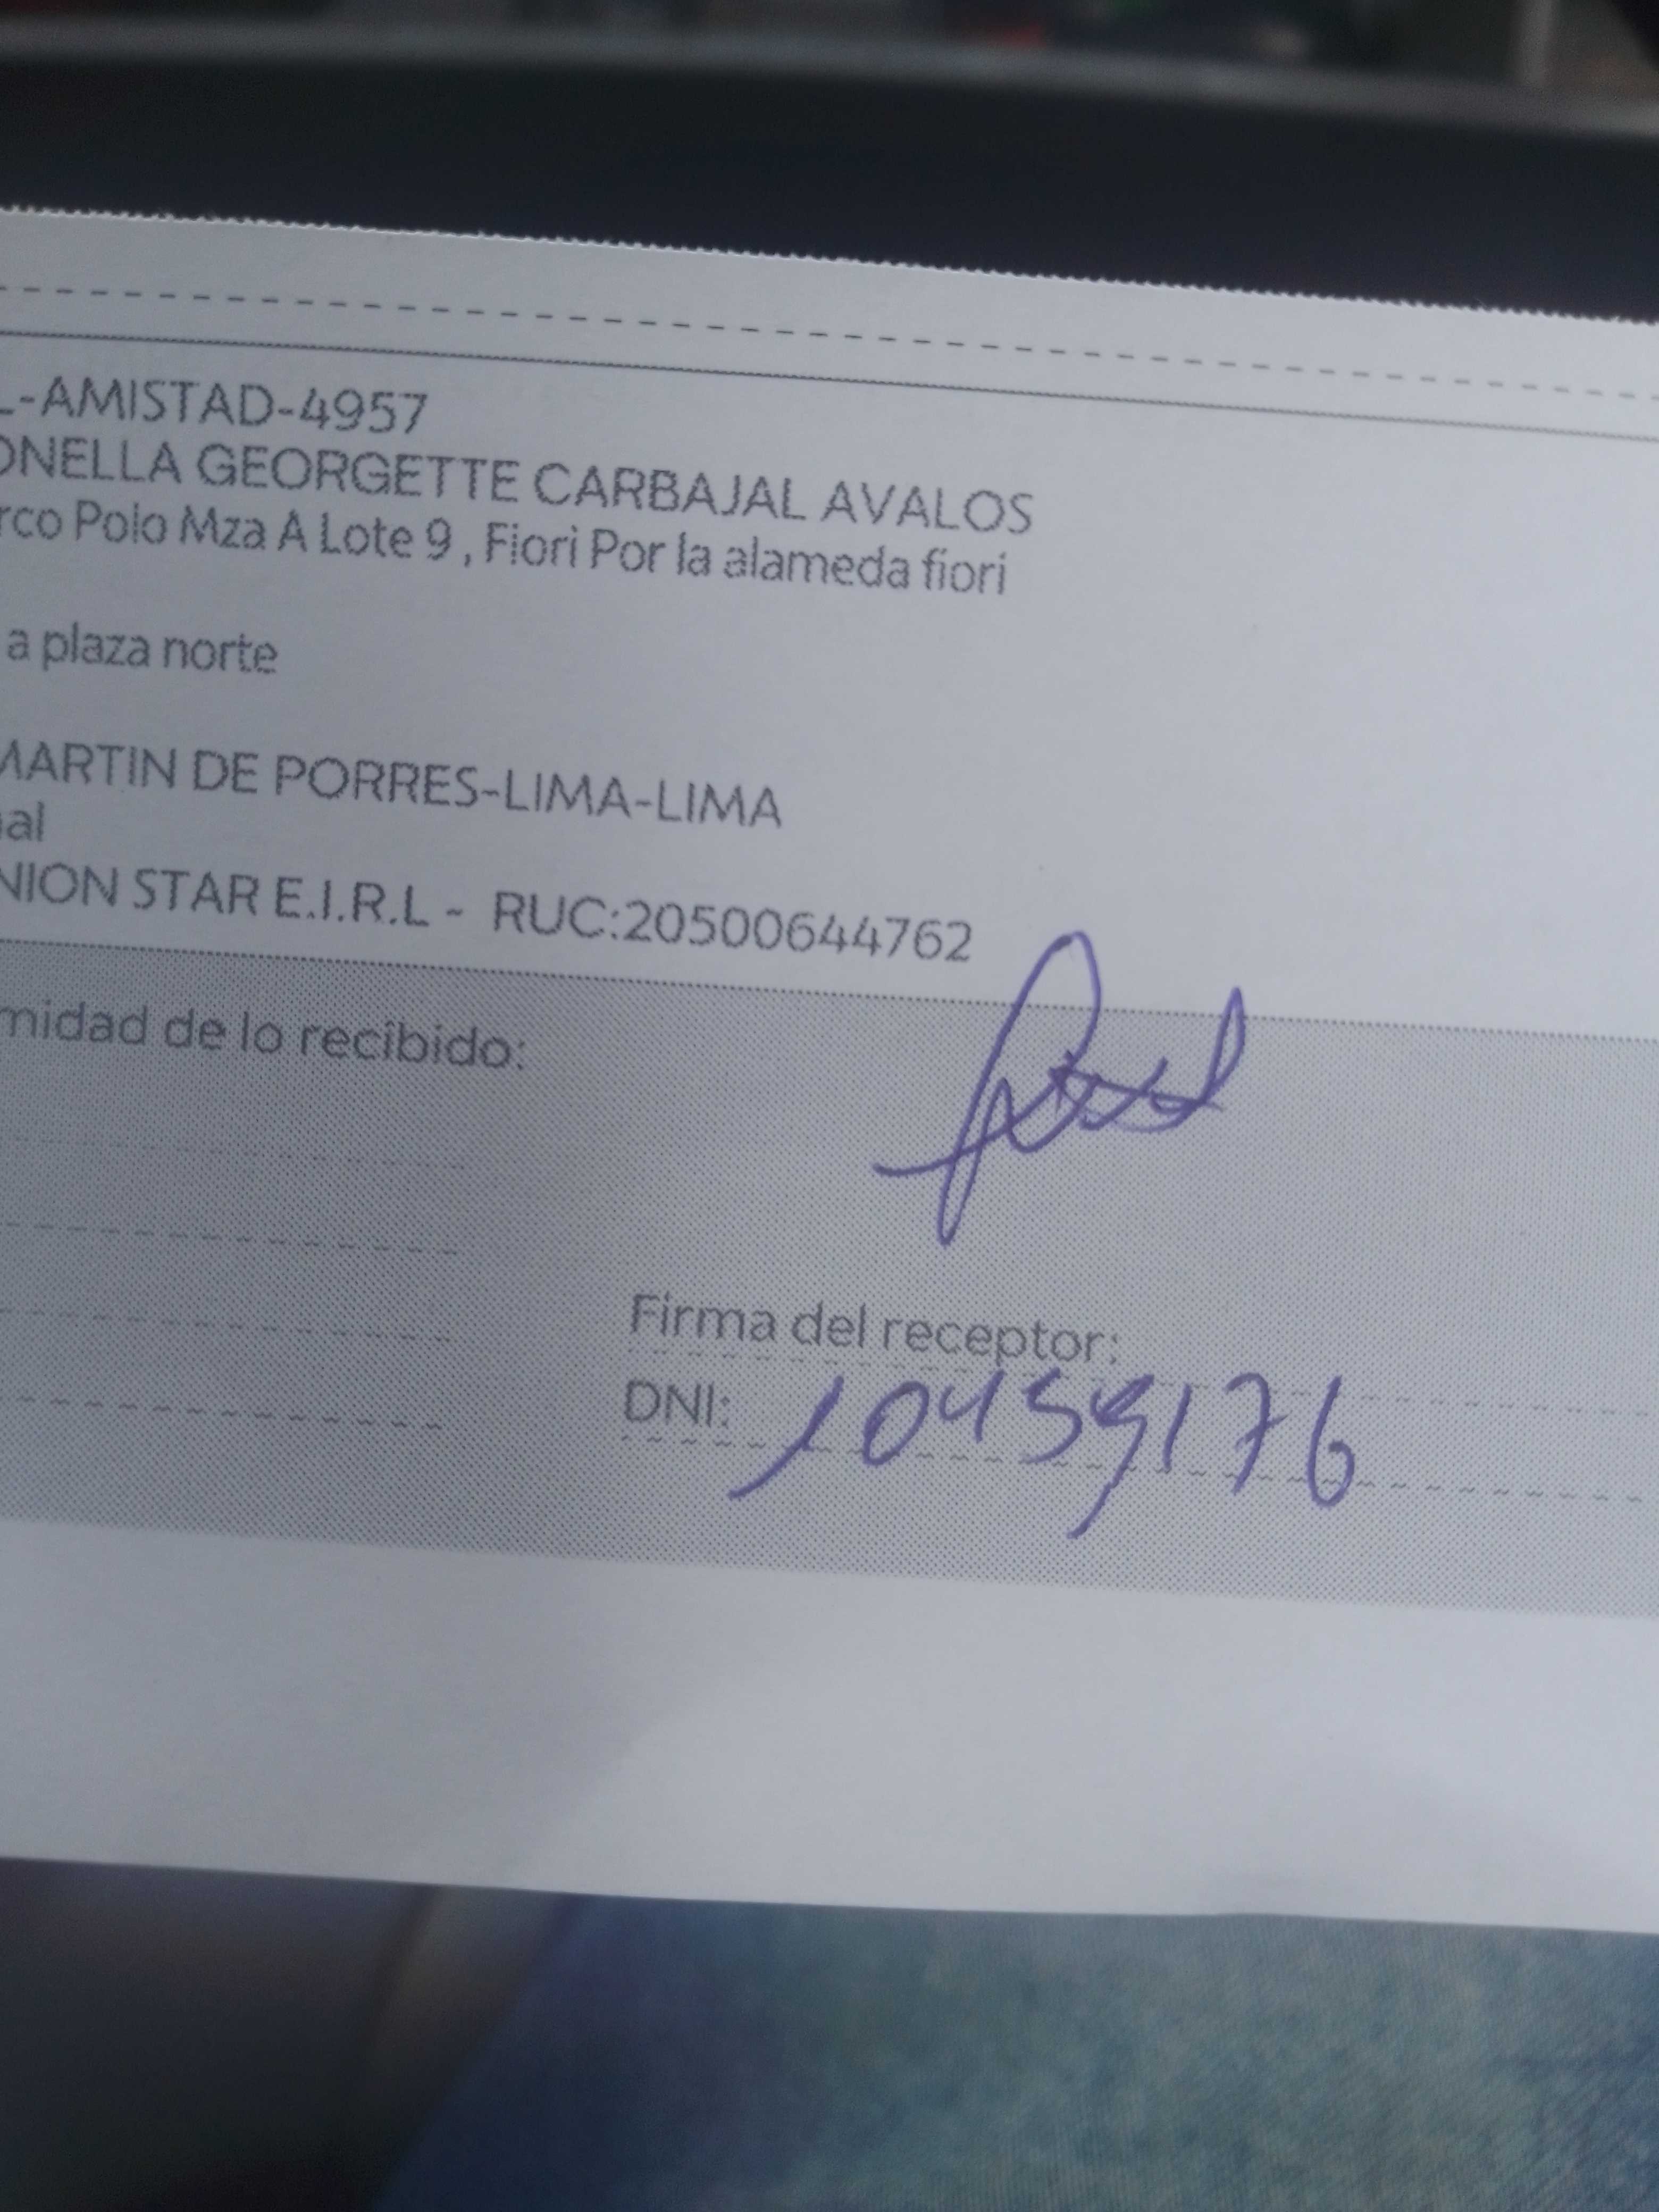 L-AMISTAD-4957
ONELLA GEORGETTE CARBAJAL AVALOS
rco Polo Mza A Lote 9 , Fiori Por la alameda fiori
a plaza norte
MARTIN DE PORRES-LIMA-LIMA
al
NION STAR E.I.R.L - RUC:20500644762
midad de lo recibido:
Firma del receptor:
DNI: 10459176